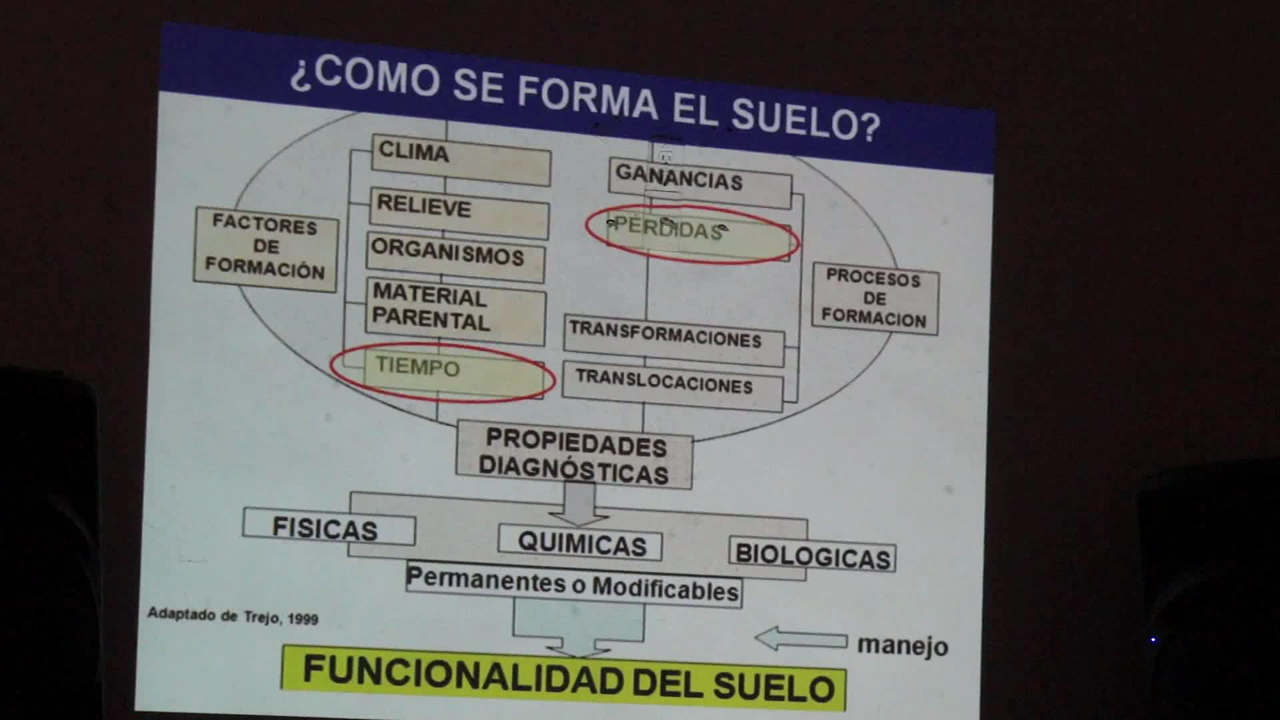 ¿COMO SE FORMA EL SUELO?
FACTORES
DE
FORMACIÓN
CLIMA
RELIEVE
ORGANISMOS
MATERIAL
PARENTAL
TIEMPO
GANANCIAS
PÉRDIDAS
TRANSFORMACIONES
TRANSLOCACIONES
PROCESOS
DE
FORMACION
PROPIEDADES
DIAGNÓSTICAS
FISICAS
QUIMICAS
BIOLOGICAS
Permanentes o Modificables
Adaptado de Trejo, 1999
manejo
FUNCIONALIDAD DEL SUELO